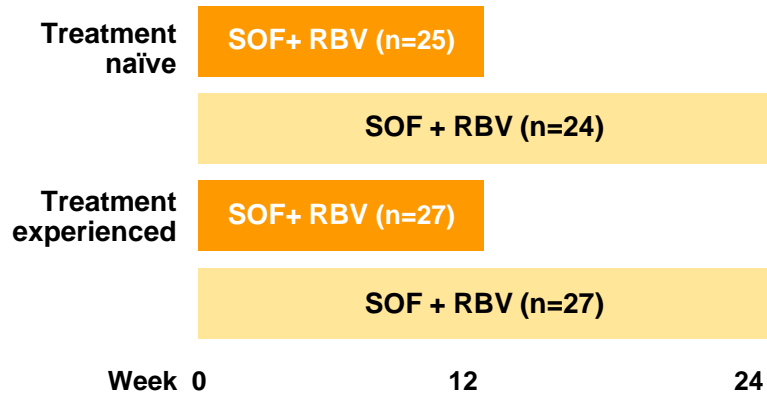 Treatment
naïve
SOF+ RBV (n=25)
SOF + RBV (n=24)
Treatment
experienced
SOF+ RBV (n=27)
SOF + RBV (n=27)
Week 0 12 24